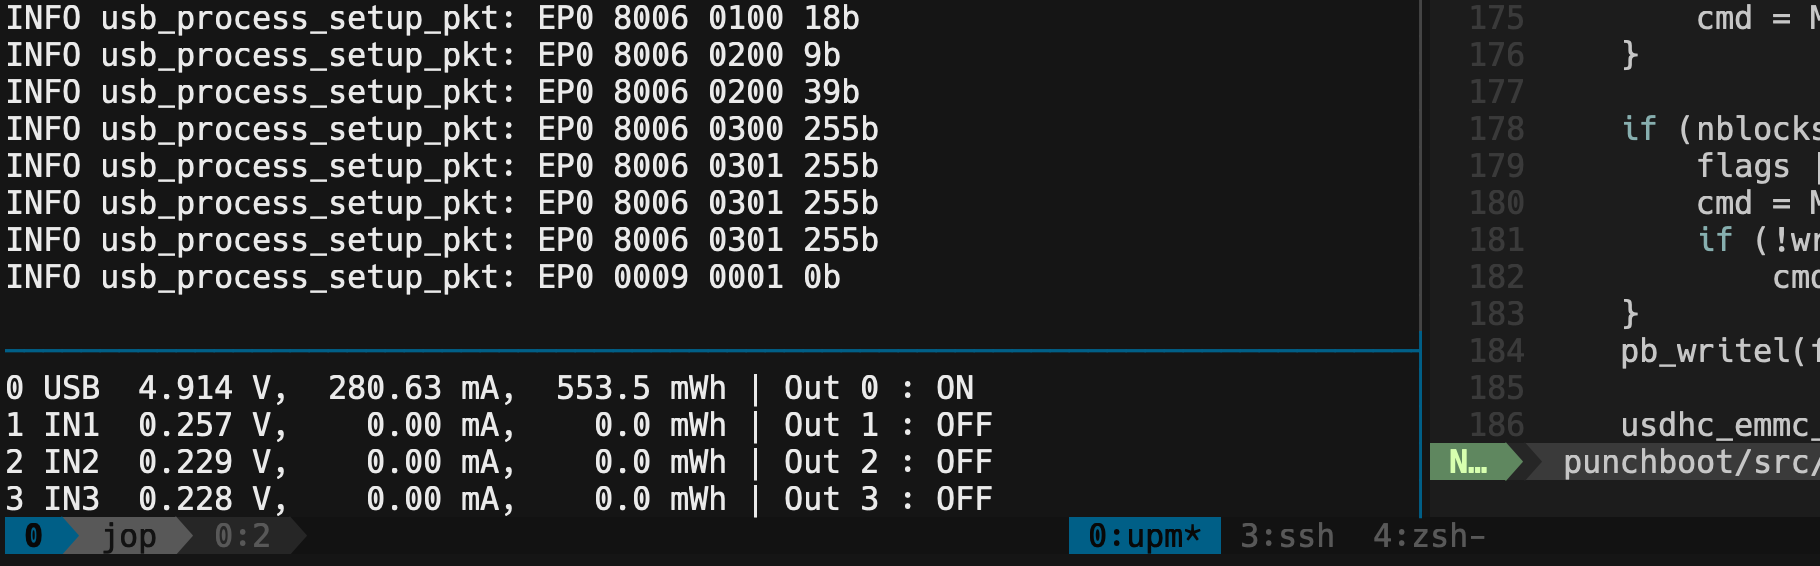 INFO usb_process_setup_pkt: EP0 8006 0100 18b
INFO usb_process_setup_pkt: EP0 8006 0200 9b
INFO usb_process_setup_pkt: EP0 8006 0200 39b
INFO usb_process_setup_pkt: EP0 8006 0300 255b
INFO usb_process_setup_pkt: EP0 8006 0301 255b
INFO usb_process_setup_pkt: EP0 8006 0301 255b
INFO usb_process_setup_pkt: EP0 8006 0301 255b
INFO usb_process_setup_pkt: EP0 0009 0001 0b
0 USB  4.914 V,  280.63 mA,  553.5 mWh | Out 0 : ON
1 IN1  0.257 V,    0.00 mA,    0.0 mWh | Out 1 : OFF
2 IN2  0.229 V,    0.00 mA,    0.0 mWh | Out 2 : OFF
3 IN3  0.228 V,    0.00 mA,    0.0 mWh | Out 3 : OFF
175         cmd =
176     }
177
178     if (nblocks
179         flags |
180         cmd =
181         if (!wr
182             cmd
183     }
184     pb_writel(
185
186     usdhc_emmc_
N… punchboot/src/
0 jop 0:2 0:upm* 3:ssh 4:zsh-